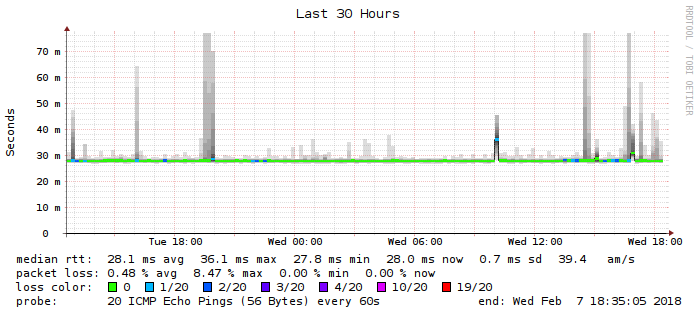 Last 30 Hours
RRDTOOL / TOBI OETIKER
Seconds
70 m
60 m
50 m
40 m
30 m
20 m
10 m
0
Tue 18:00 Wed 00:00 Wed 06:00 Wed 12:00 Wed 18:00
median rtt: 28.1 ms avg 36.1 ms max 27.8 ms min 28.0 ms now 0.7 ms sd 39.4 am/s
packet loss: 0.48 % avg 8.47 % max 0.00 % min 0.00 % now
loss color: 0 1/20 2/20 3/20 4/20 10/20 19/20
probe: 20 ICMP Echo Pings (56 Bytes) every 60s end: Wed Feb 7 18:35:05 2018